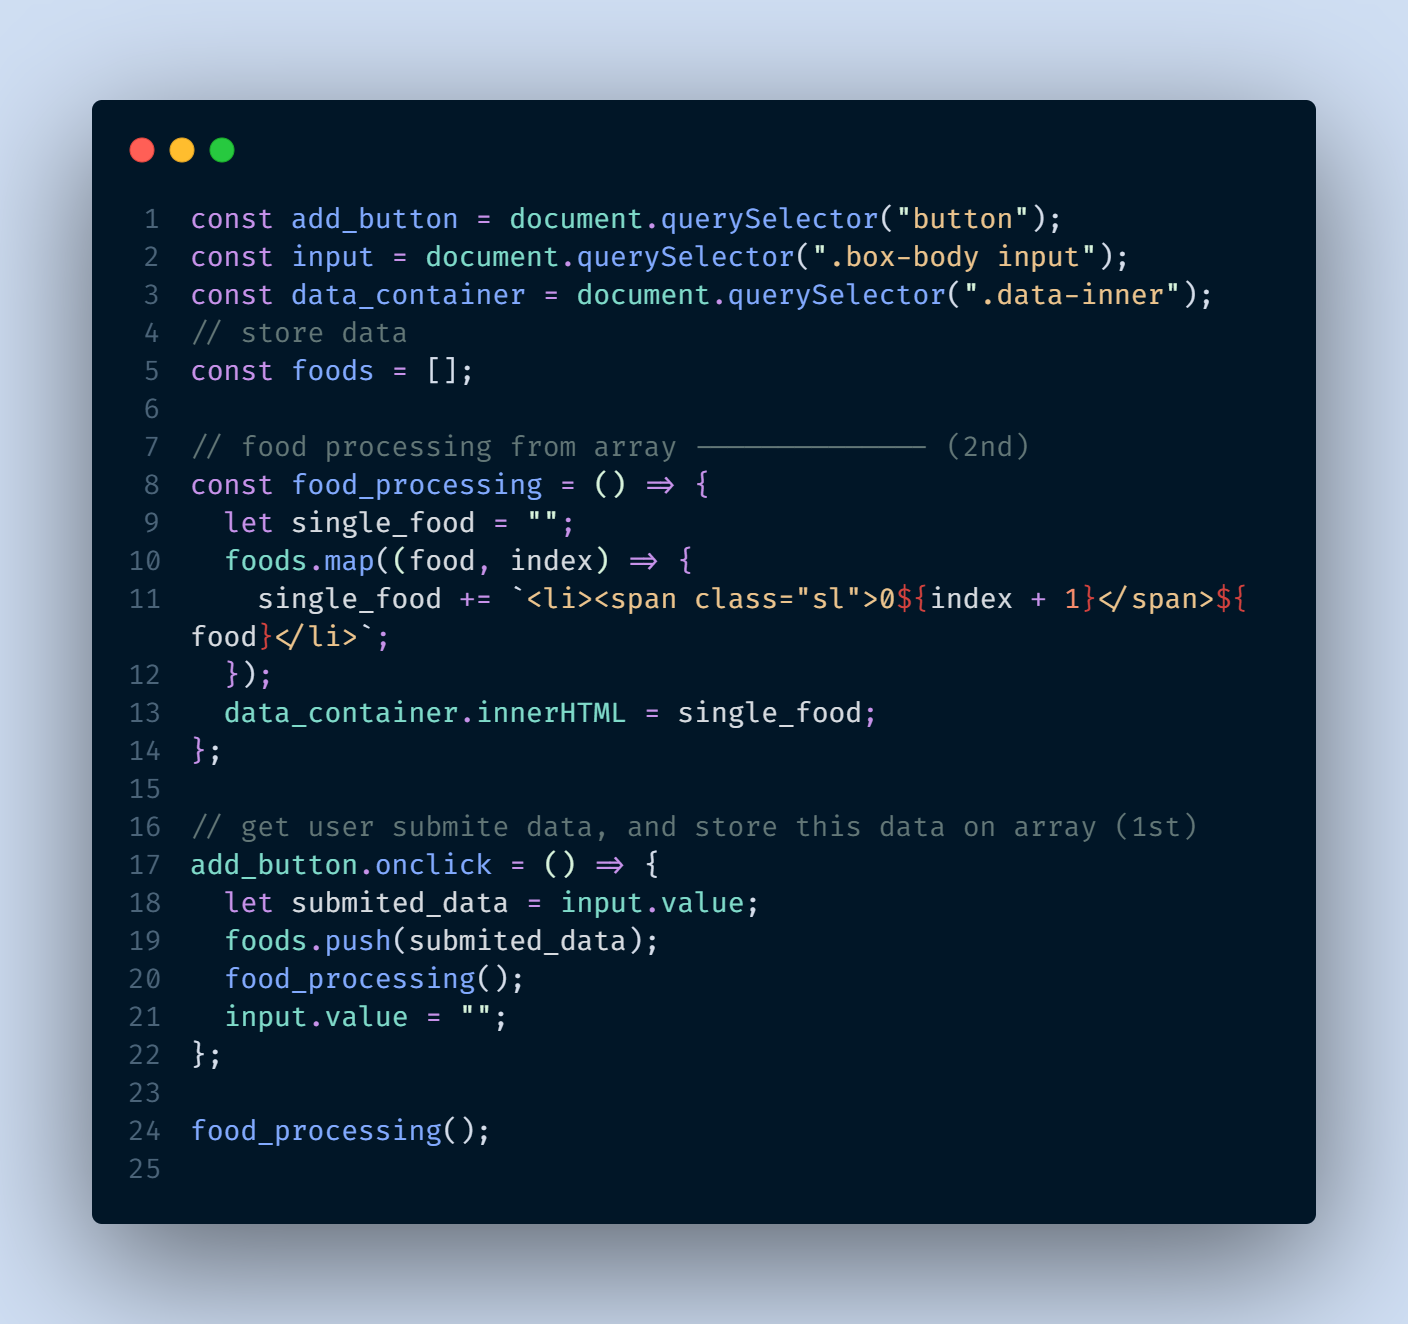 1 const add_button = document.querySelector("button");
2 const input = document.querySelector(".box-body input");
3 const data_container = document.querySelector(".data-inner");
4 // store data
5 const foods = [];
6
7 // food processing from array -------------- (2nd)
8 const food_processing = () => {
9   let single_food = "";
10   foods.map((food, index) => {
11     single_food += `<li><span class="sl">0${index + 1}</span>${
food}</li>`;
12   });
13   data_container.innerHTML = single_food;
14 };
15
16 // get user submite data, and store this data on array (1st)
17 add_button.onclick = () => {
18   let submited_data = input.value;
19   foods.push(submited_data);
20   food_processing();
21   input.value = "";
22 };
23
24 food_processing();
25